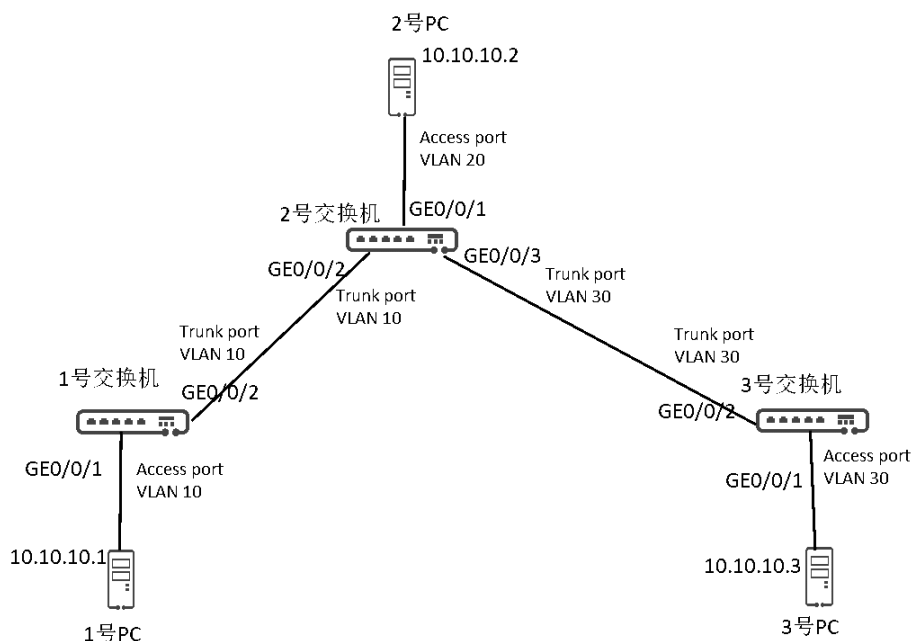 2号PC
10.10.10.2
Access port
VLAN 20
2号交换机
GE0/0/1
GE0/0/2
GE0/0/3
Trunk port
VLAN 10
Trunk port
VLAN 30
Trunk port
VLAN 10
Trunk port
VLAN 30
1号交换机
GE0/0/2
3号交换机
GE0/0/2
GE0/0/1
Access port
VLAN 10
GE0/0/1
Access port
VLAN 30
10.10.10.1
1号PC
10.10.10.3
3号PC